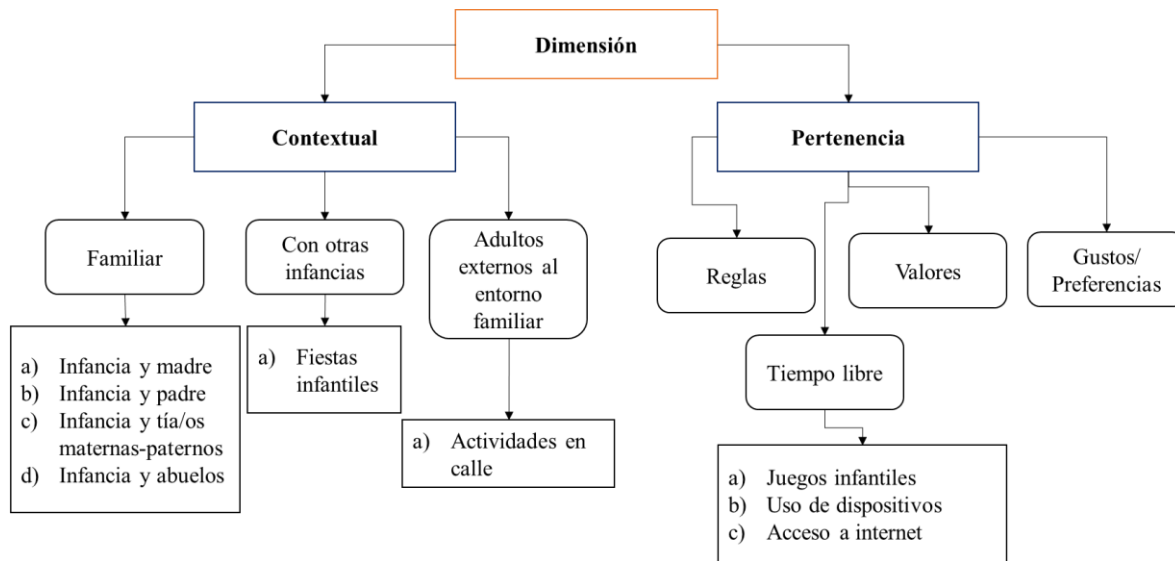 Dimensión
Contextual
Pertenencia
Familiar
Con otras
infancias
Adultos
externos al
entorno
familiar
Reglas
Valores
Gustos/
Preferencias
a) Infancia y madre
b) Infancia y padre
c) Infancia y tía/os
maternas-paternos
d) Infancia y abuelos
a) Fiestas
infantiles
a) Actividades en
calle
Tiempo libre
a) Juegos infantiles
b) Uso de dispositivos
c) Acceso a internet